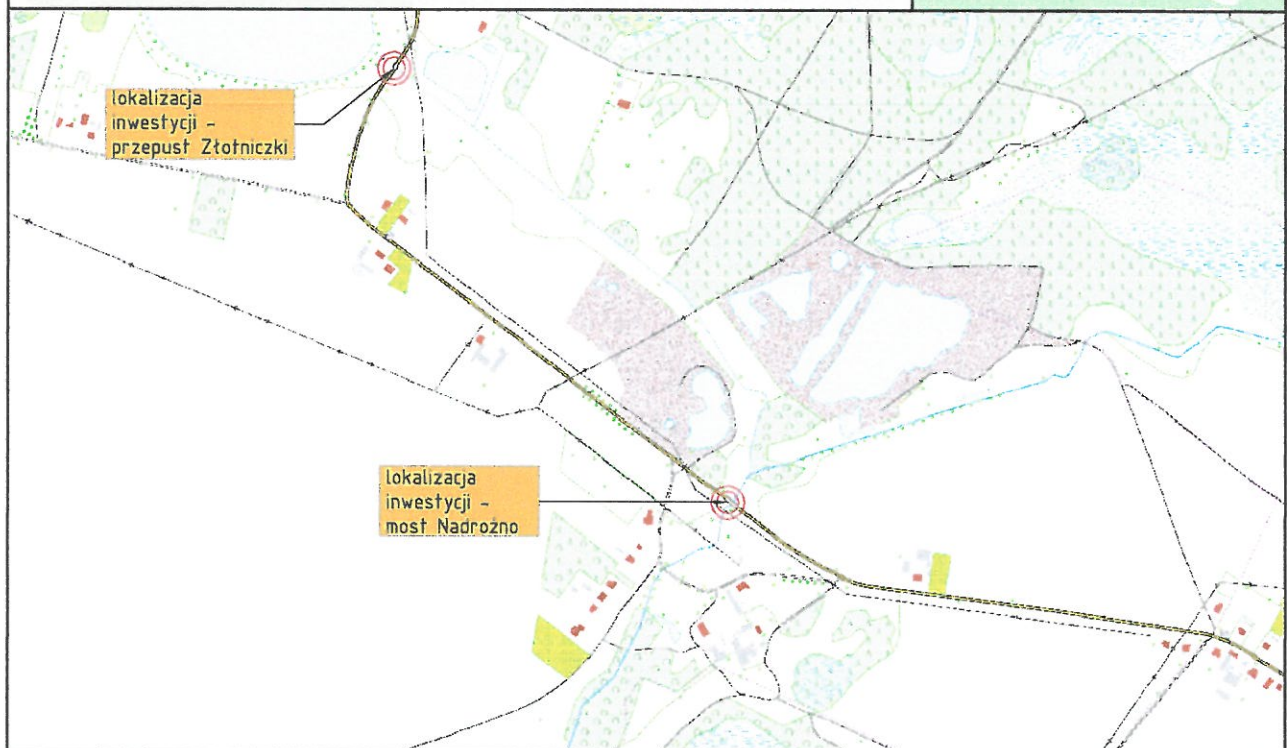 lokalizacja
inwestycji -
przepust Złotniczki
lokalizacja
inwestycji -
most Nadrożno